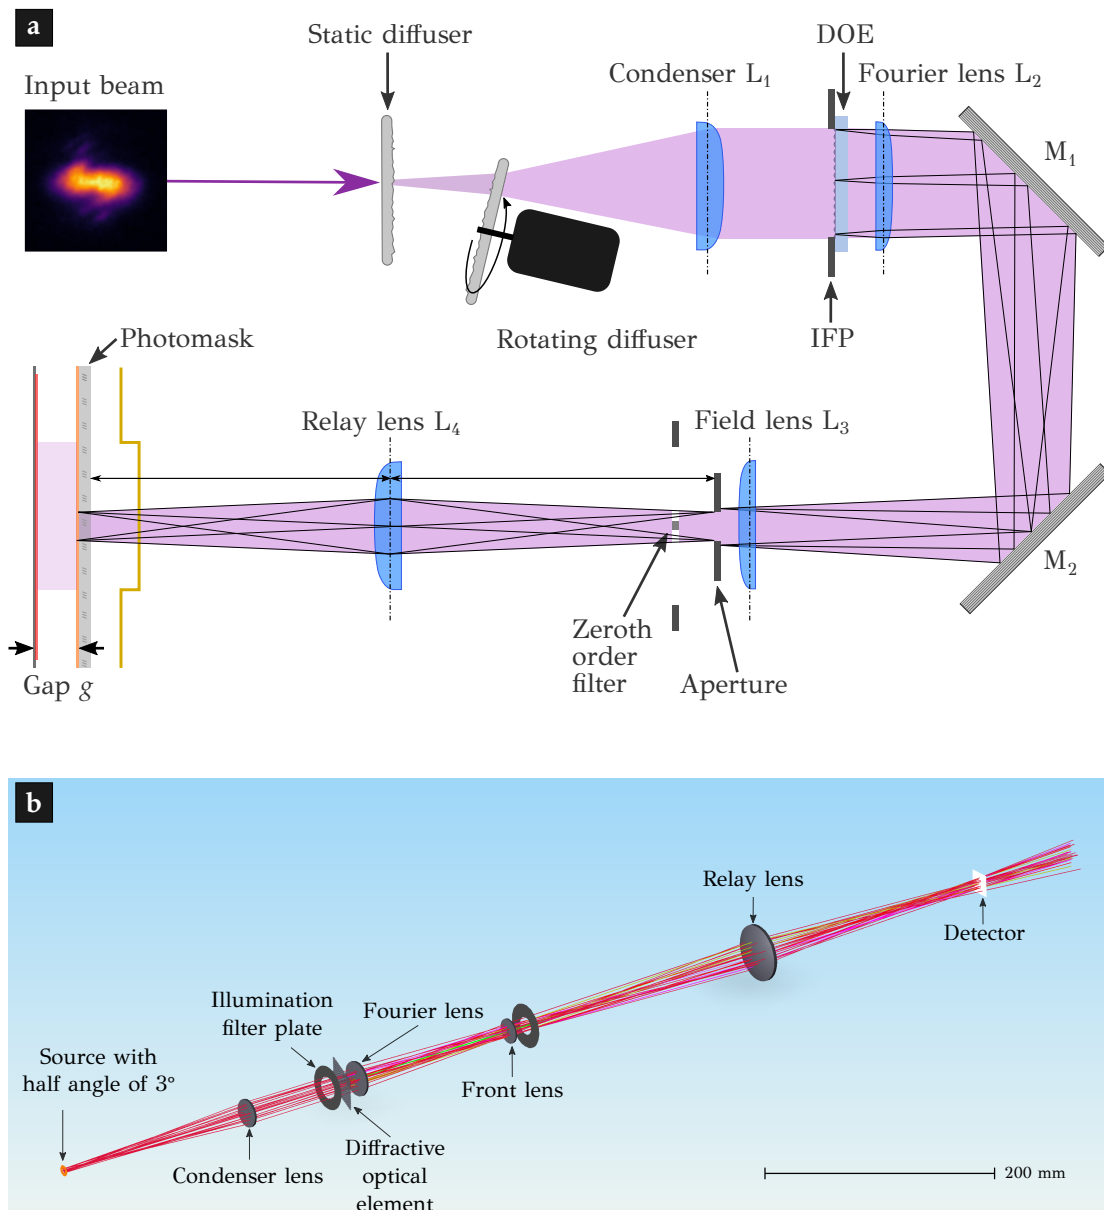 a
Static diffuser
DOE
Input beam
Condenser L₁
Fourier lens L₂
M₁
Rotating diffuser
IFP
Photomask
Relay lens L₄
Field lens L₃
M₂
Zeroth
order
filter
Aperture
Gap g
b
Relay lens
Detector
Illumination
filter plate
Fourier lens
Source with
half angle of 3°
Front lens
Condenser lens
Diffractive
optical
element
200 mm